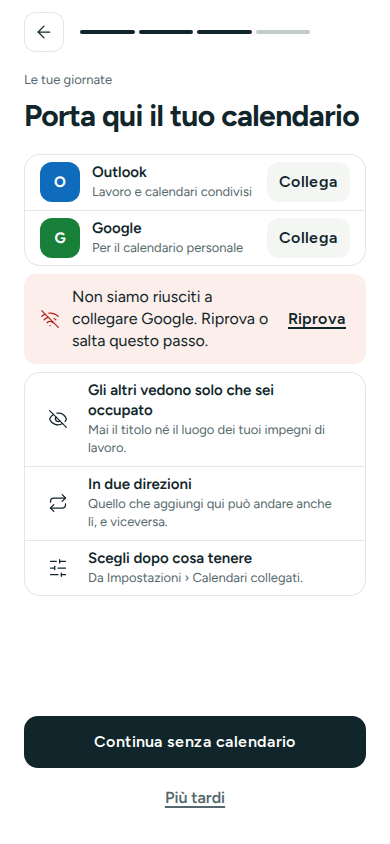 Le tue giornate
Porta qui il tuo calendario
O
Outlook
Lavoro e calendari condivisi
Collega
G
Google
Per il calendario personale
Collega
Non siamo riusciti a
collegare Google. Riprova o
salta questo passo.
Riprova
Gli altri vedono solo che sei
occupato
Mai il titolo né il luogo dei tuoi impegni di
lavoro.
In due direzioni
Quello che aggiungi qui può andare anche
lì, e viceversa.
Scegli dopo cosa tenere
Da Impostazioni › Calendari collegati.
Continua senza calendario
Più tardi